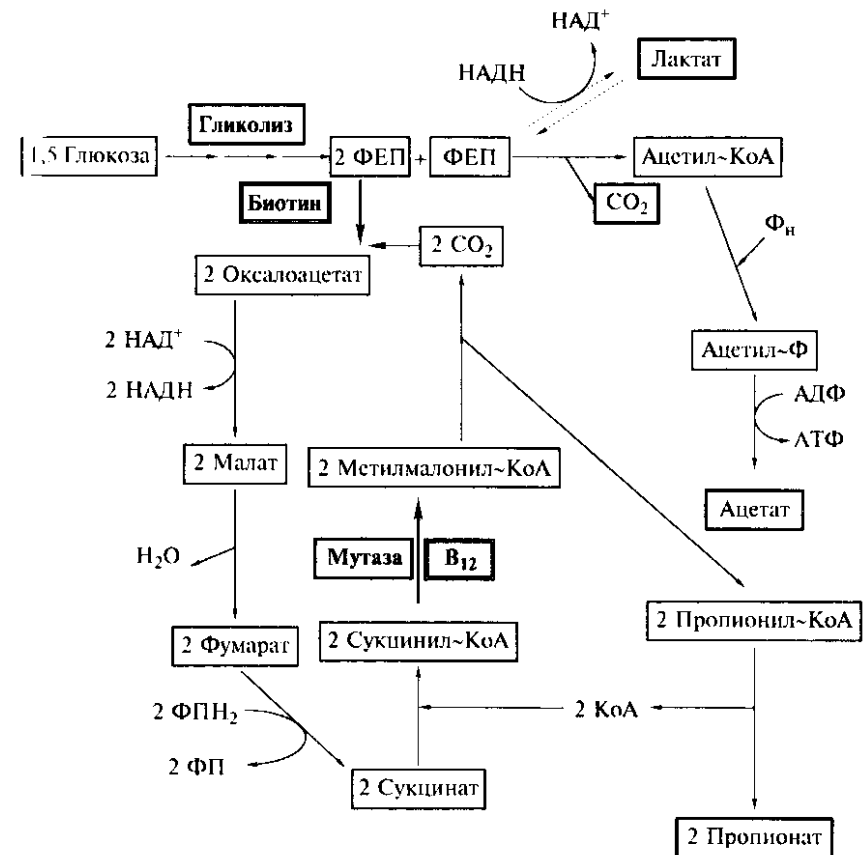 НАД⁺
НАДН
Лактат
Гликолиз
1,5 Глюкоза
2 ФЕП + ФЕП
Ацетил~КоА
Биотин
CO₂
2 CO₂
Фн
2 Оксалоацетат
2 НАД⁺
2 НАДН
Ацетил~Ф
АДФ
АТФ
2 Малат
2 Метилмалонил~КоА
Ацетат
H₂O
Мутаза
B₁₂
2 Пропионил~КоА
2 Фумарат
2 Сукцинил~КоА
2 ФПН₂
2 КоА
2 ФП
2 Сукцинат
2 Пропионат